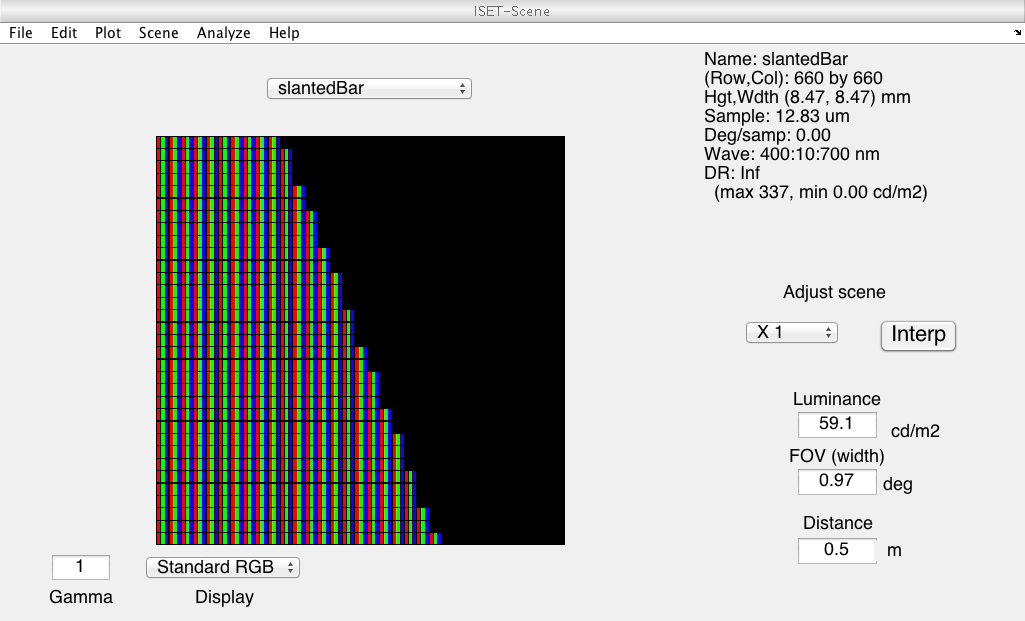 ISET-Scene
File Edit Plot Scene Analyze Help
slantedBar
Name: slantedBar
(Row,Col): 660 by 660
Hgt,Wdth (8.47, 8.47) mm
Sample: 12.83 um
Deg/samp: 0.00
Wave: 400:10:700 nm
DR: Inf
(max 337, min 0.00 cd/m2)
Adjust scene
X 1
Interp
Luminance
59.1 cd/m2
FOV (width)
0.97 deg
Distance
0.5 m
1
Standard RGB
Gamma
Display